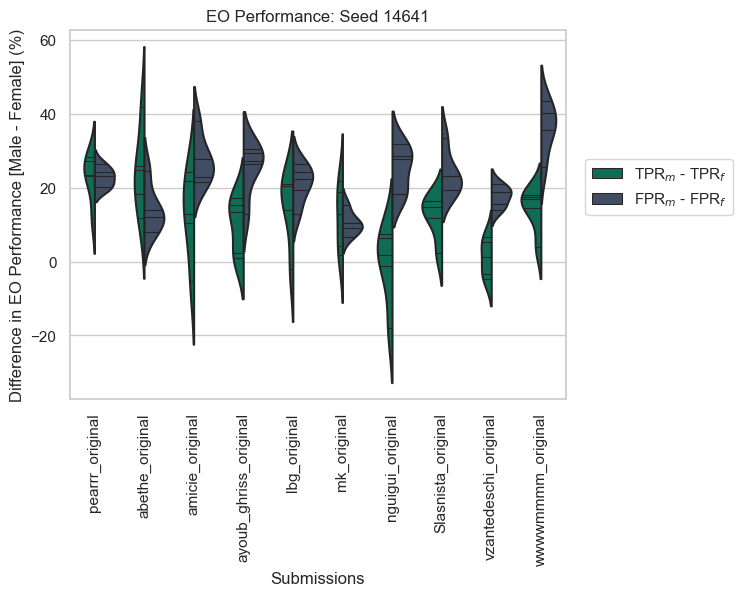 EO Performance: Seed 14641
Difference in EO Performance [Male - Female] (%)
60
40
20
0
−20
pearrr_original
abethe_original
amicie_original
ayoub_ghriss_original
lbg_original
mk_original
nguigui_original
Slasnista_original
vzantedeschi_original
wwwwmmmm_original
Submissions
TPRm - TPRf
FPRm - FPRf